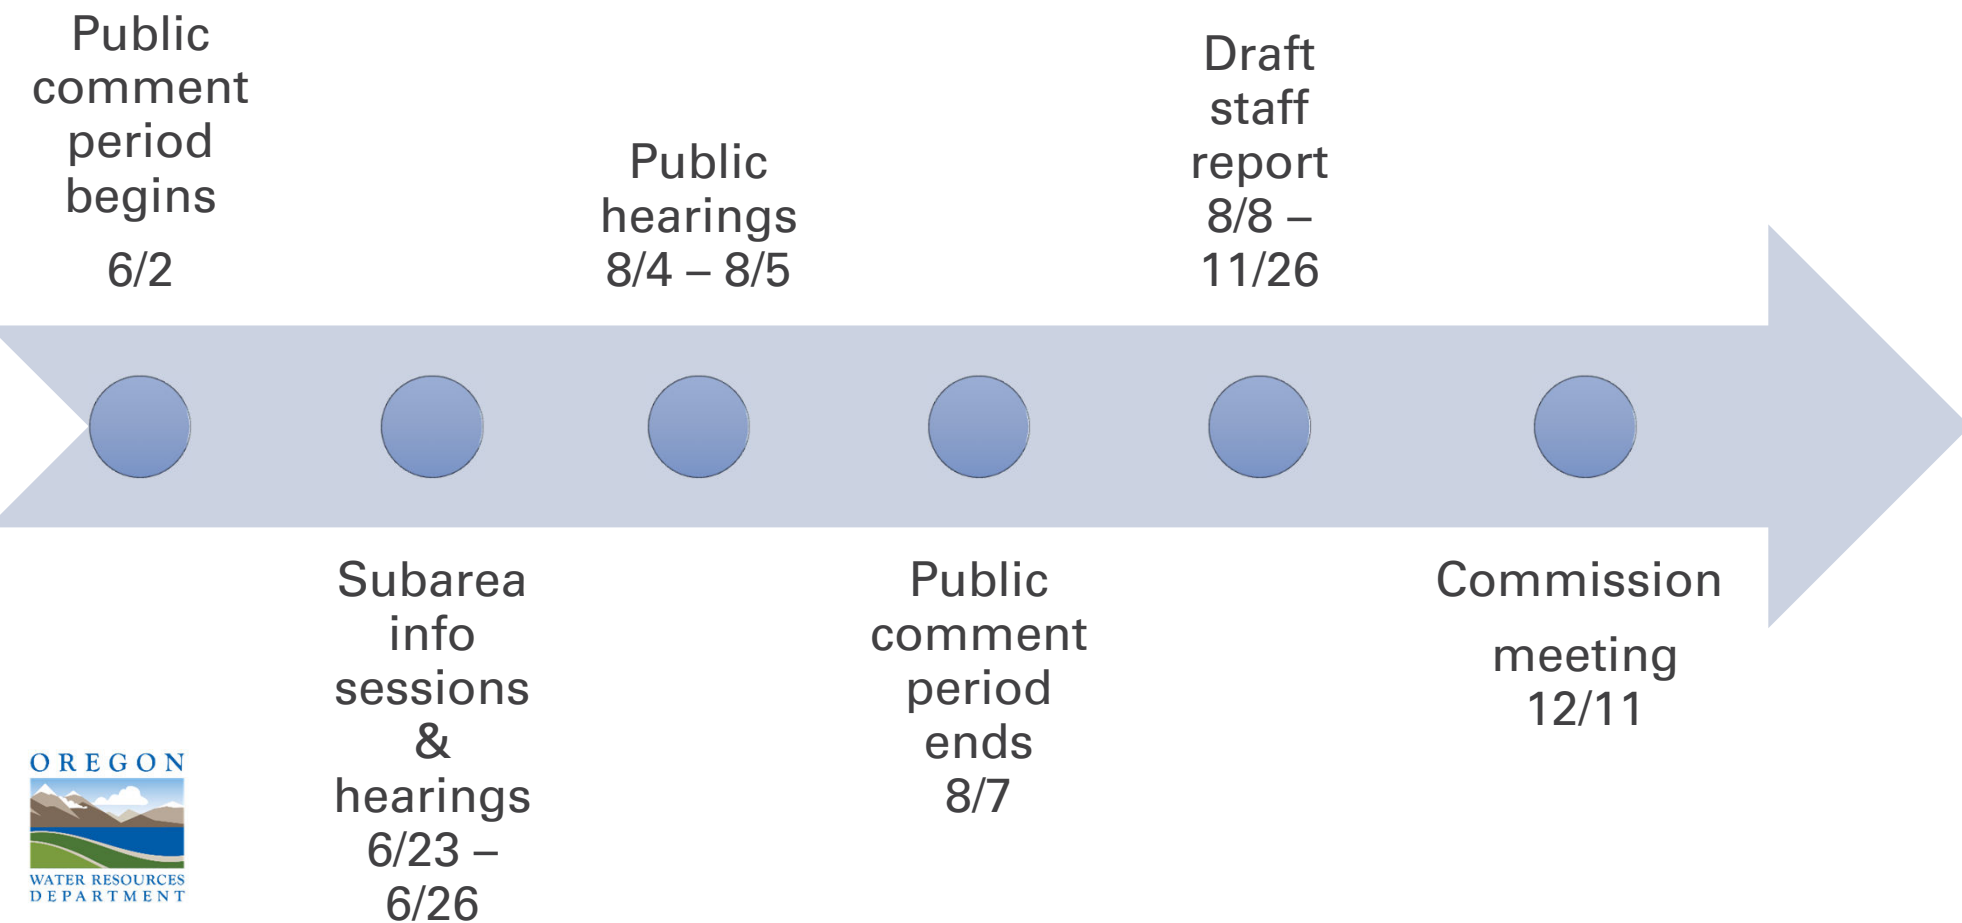 Public
comment
period
begins
6/2
Subarea
info
sessions
&
hearings
6/23 –
6/26
Public
hearings
8/4 – 8/5
Public
comment
period
ends
8/7
Draft
staff
report
8/8 –
11/26
Commission
meeting
12/11
OREGON
WATER RESOURCES
DEPARTMENT